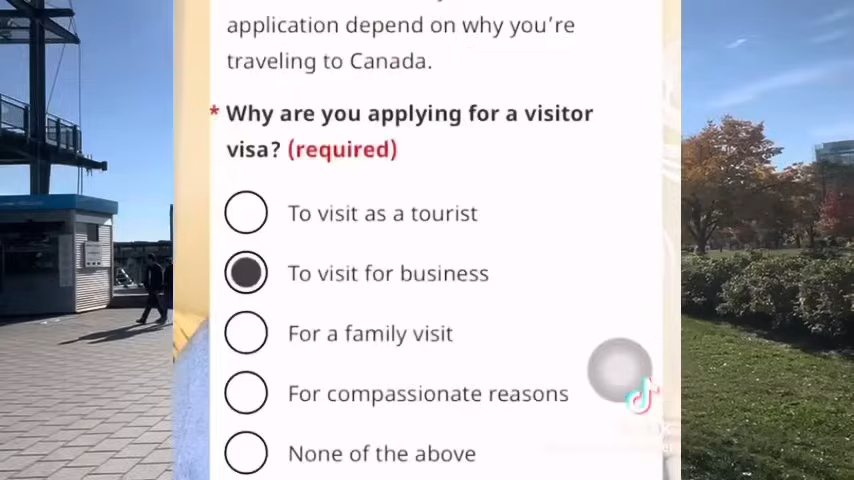 application depend on why you're
traveling to Canada.
* Why are you applying for a visitor
visa? (required)
To visit as a tourist
To visit for business
For a family visit
For compassionate reasons
None of the above